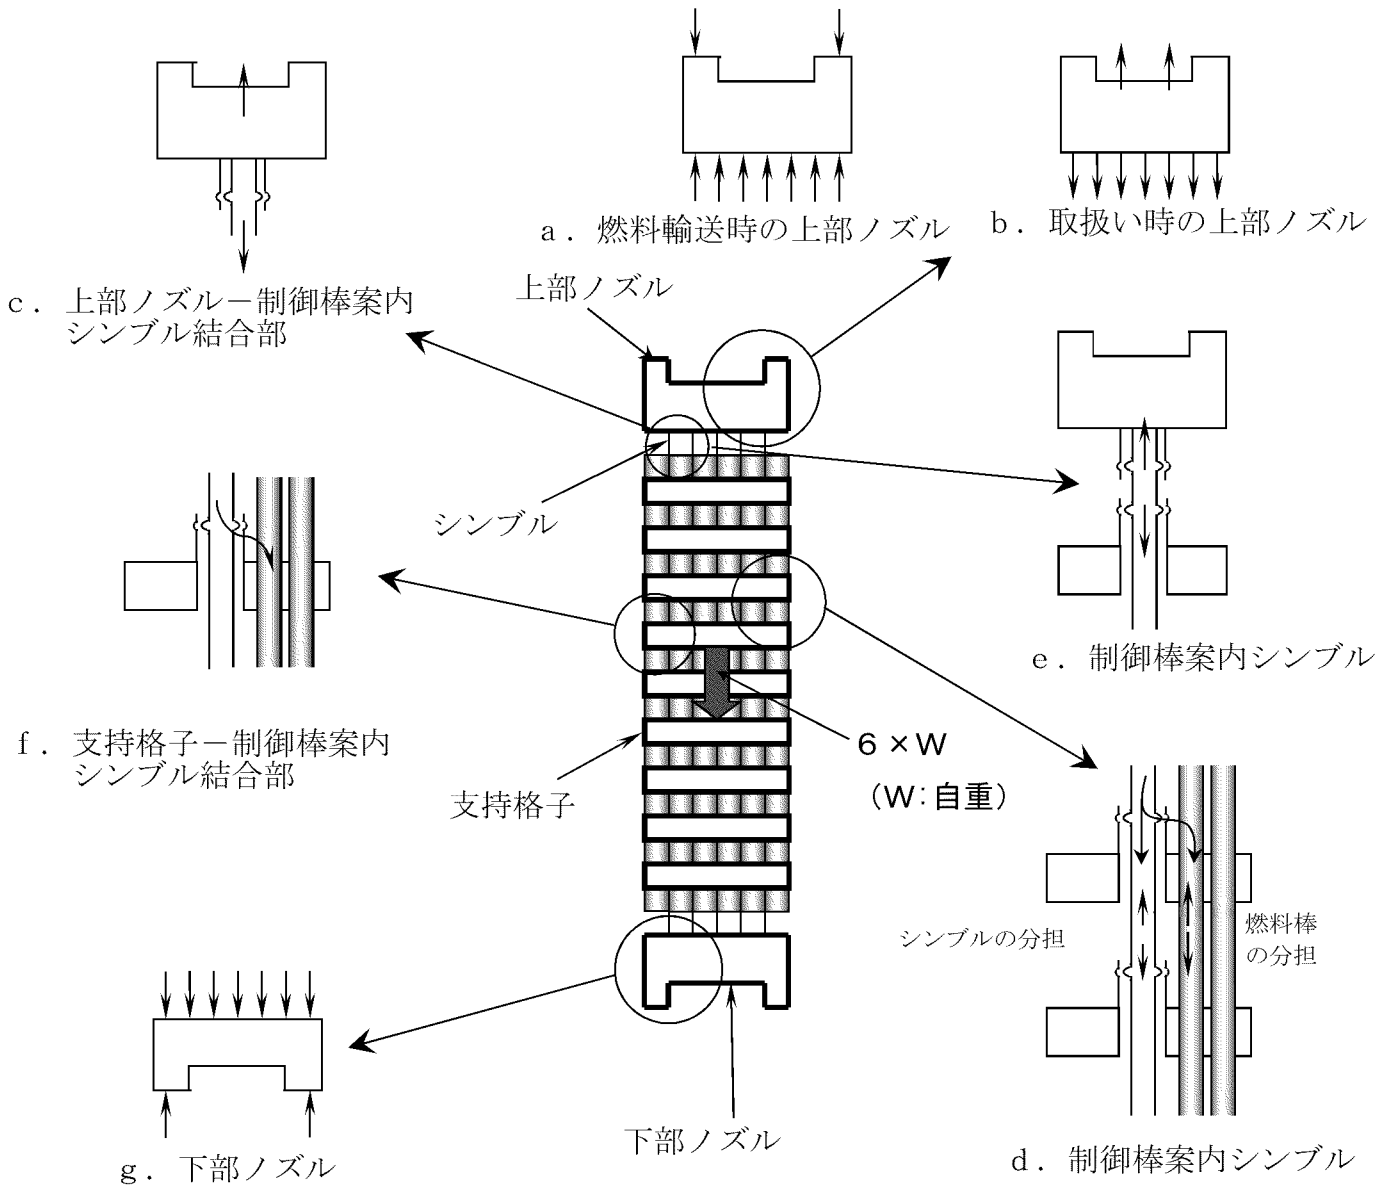 a．燃料輸送時の上部ノズル
b．取扱い時の上部ノズル
c．上部ノズル－制御棒案内
シンブル結合部
上部ノズル
シンブル
e．制御棒案内シンブル
f．支持格子－制御棒案内
シンブル結合部
支持格子
6×W
（W：自重）
シンブルの分担
燃料棒
の分担
下部ノズル
g．下部ノズル
d．制御棒案内シンブル